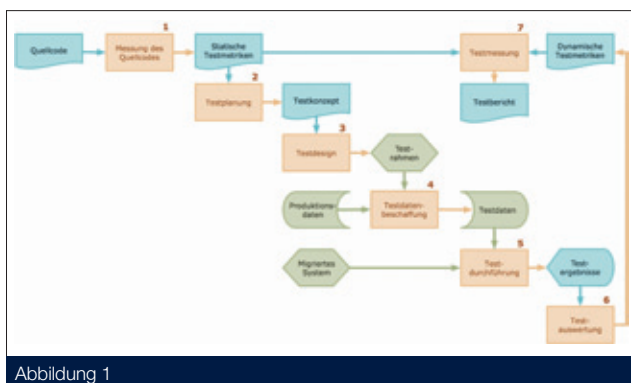 1
7
Quellcode
Messung des
Quellcodes
Statische
Testmetriken
Testmessung
Dynamische
Testmetriken
2
Testplanung
Testkonzept
Testbericht
3
Testdesign
Test-
rahmen
4
Produktions-
daten
Testdaten-
beschaffung
Testdaten
5
Migriertes
System
Test-
durchführung
Test-
ergebnisse
6
Test-
auswertung
Abbildung 1